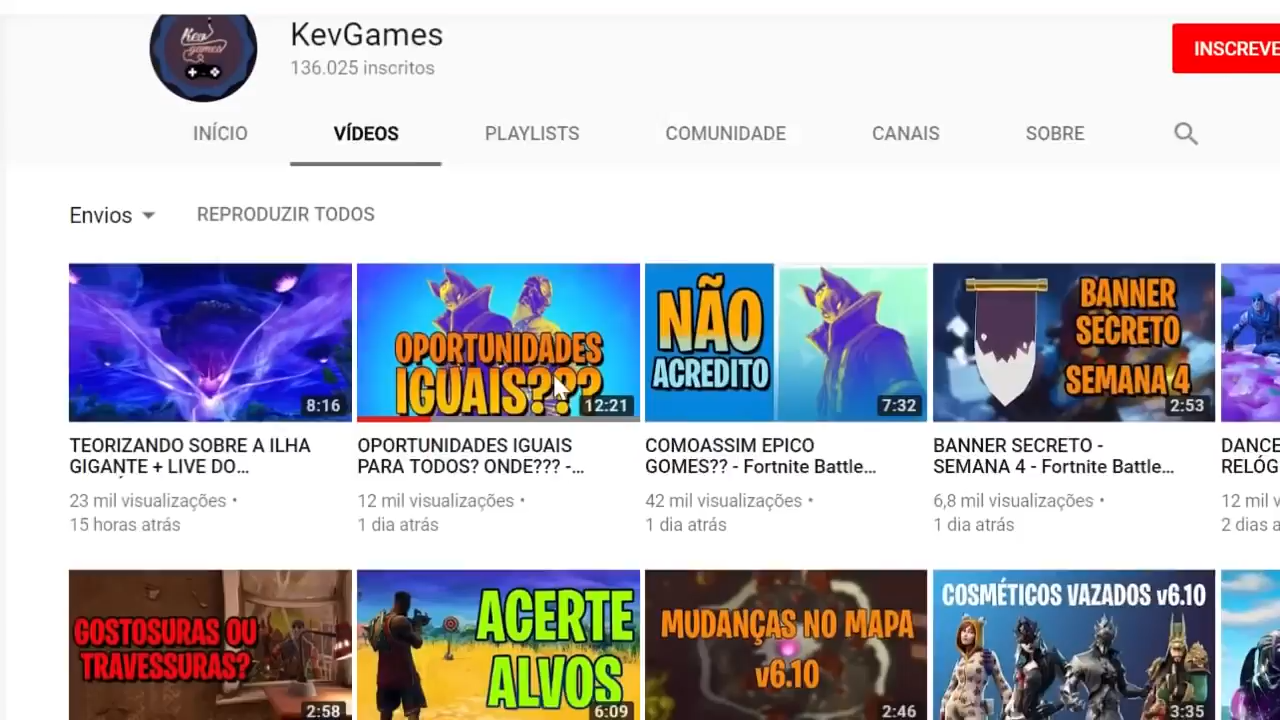 Kev
games
KevGames
136.025 inscritos
INSCREVE
INÍCIO
VÍDEOS
PLAYLISTS
COMUNIDADE
CANAIS
SOBRE
Envios
REPRODUZIR TODOS
8:16
OPORTUNIDADES
IGUAIS???
12:21
NÃO
ACREDITO
7:32
BANNER
SECRETO
SEMANA 4
2:53
TEORIZANDO SOBRE A ILHA
GIGANTE + LIVE DO...
23 mil visualizações •
15 horas atrás
OPORTUNIDADES IGUAIS
PARA TODOS? ONDE??? -...
12 mil visualizações •
1 dia atrás
COMOASSIM EPICO
GOMES?? - Fortnite Battle...
42 mil visualizações •
1 dia atrás
BANNER SECRETO -
SEMANA 4 - Fortnite Battle...
6,8 mil visualizações •
1 dia atrás
DANCE
RELÓG
12 mil v
2 dias a
GOSTOSURAS OU
TRAVESSURAS?
2:58
ACERTE
ALVOS
6:09
MUDANÇAS NO MAPA
v6.10
2:46
COSMÉTICOS VAZADOS v6.10
3:35